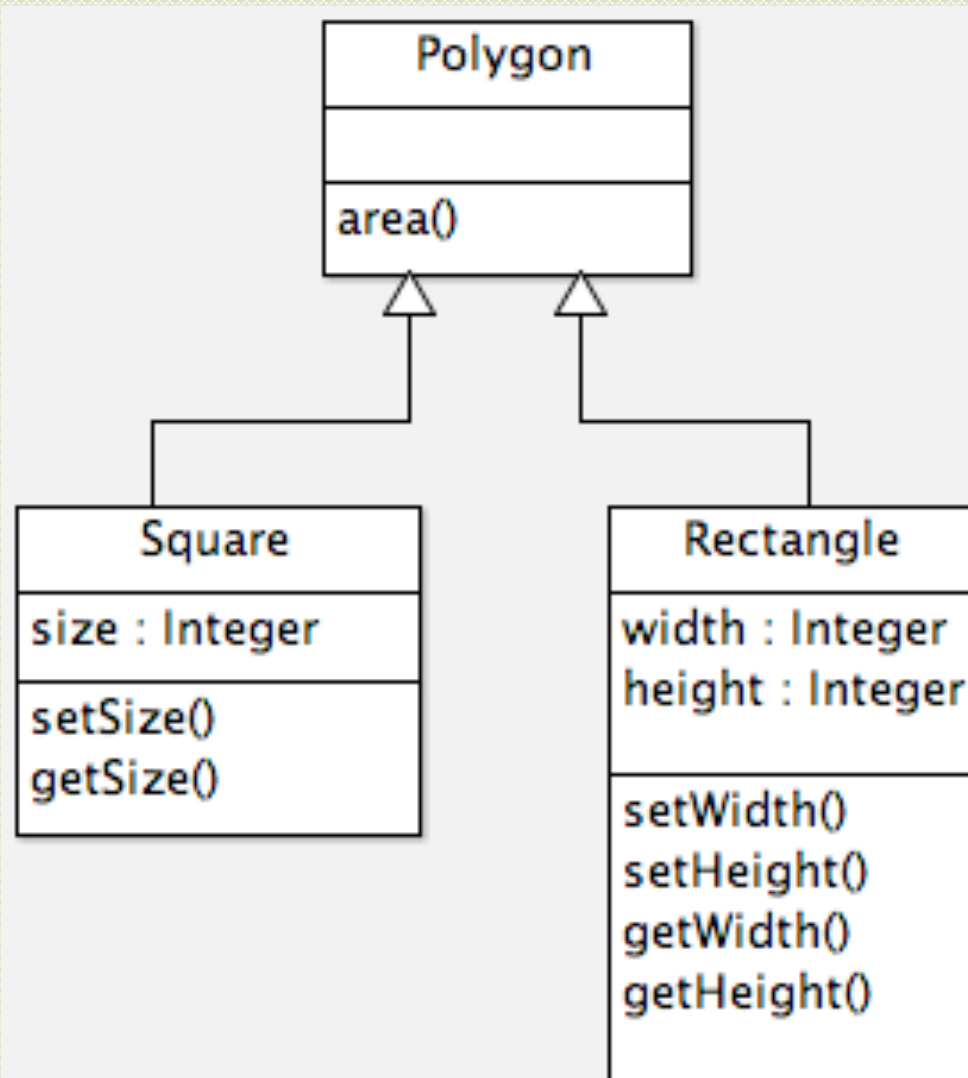 Polygon
area()
Square
size : Integer
setSize()
getSize()
Rectangle
width : Integer
height : Integer
setWidth()
setHeight()
getWidth()
getHeight()